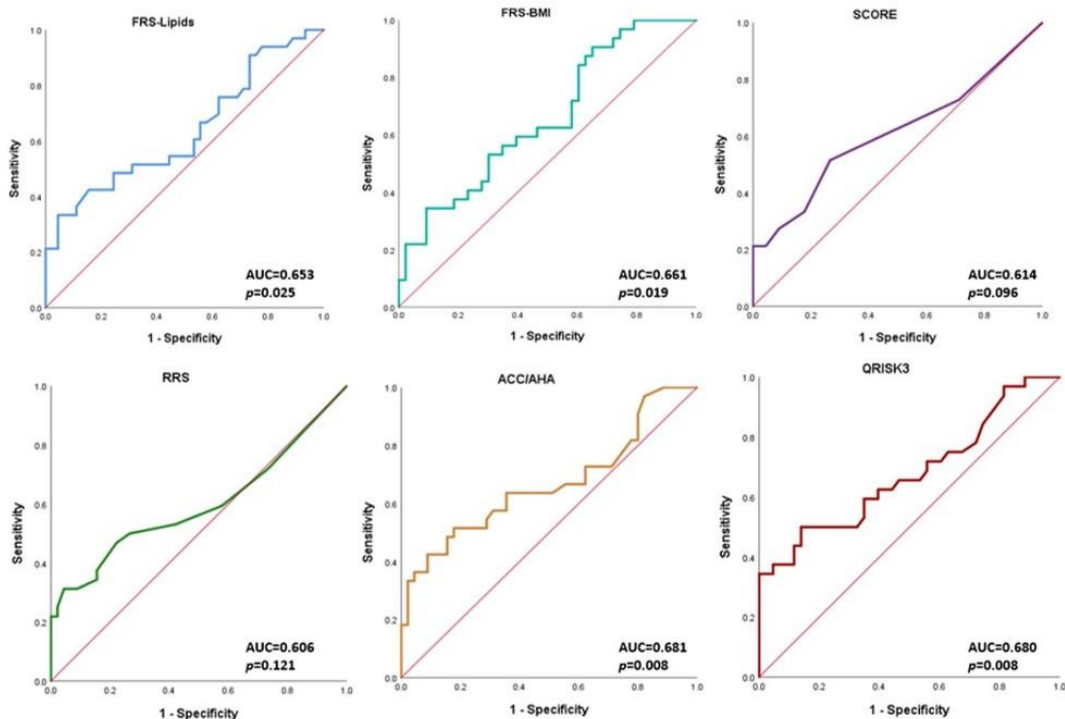 FRS-Lipids
1.0
0.8
0.6
0.4
0.2
0.0
0.0
0.2
0.4
0.6
0.8
1.0
Sensitivity
1 - Specificity
AUC=0.653
p=0.025
FRS-BMI
1.0
0.8
0.6
0.4
0.2
0.0
0.0
0.2
0.4
0.6
0.8
1.0
Sensitivity
1 - Specificity
AUC=0.661
p=0.019
SCORE
1.0
0.8
0.6
0.4
0.2
0.0
0.0
0.2
0.4
0.6
0.8
1.0
Sensitivity
1 - Specificity
AUC=0.614
p=0.096
RRS
1.0
0.8
0.6
0.4
0.2
0.0
0.0
0.2
0.4
0.6
0.8
1.0
Sensitivity
1 - Specificity
AUC=0.606
p=0.121
ACC/AHA
1.0
0.8
0.6
0.4
0.2
0.0
0.0
0.2
0.4
0.6
0.8
1.0
Sensitivity
1 - Specificity
AUC=0.681
p=0.008
QRISK3
1.0
0.8
0.6
0.4
0.2
0.0
0.0
0.2
0.4
0.6
0.8
1.0
Sensitivity
1 - Specificity
AUC=0.680
p=0.008